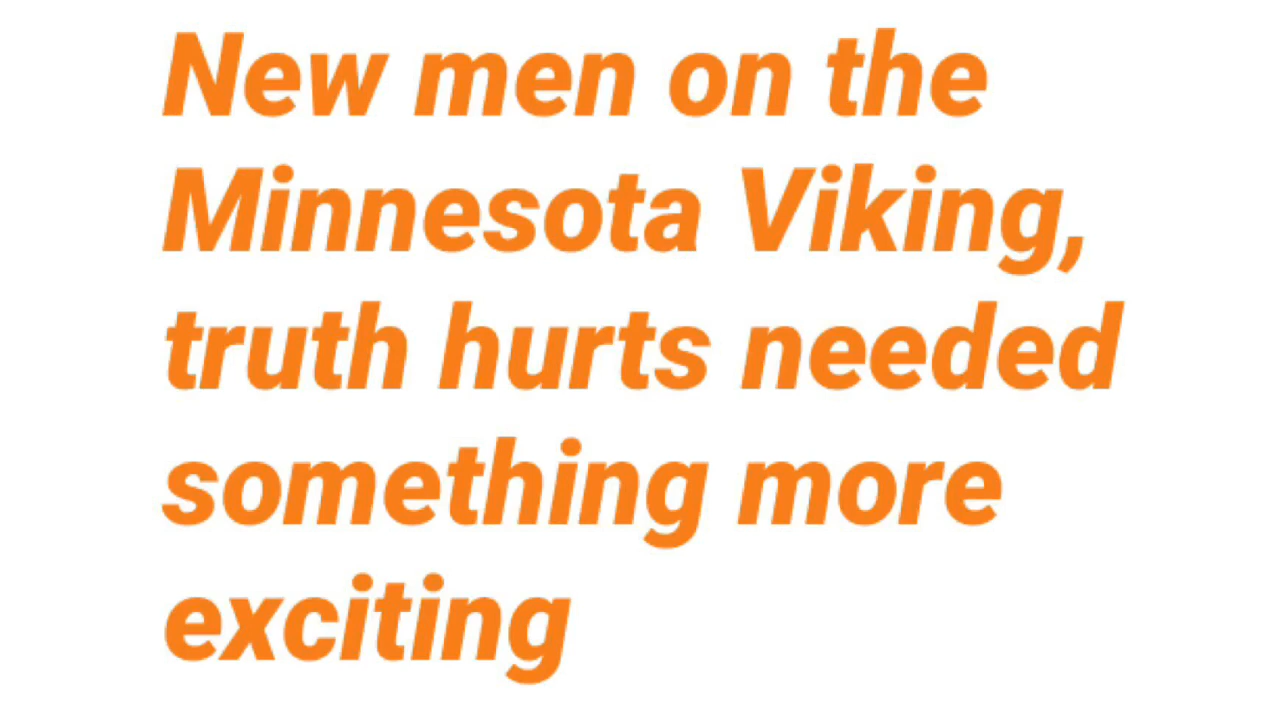 New men on the
Minnesota Viking,
truth hurts needed
something more
exciting